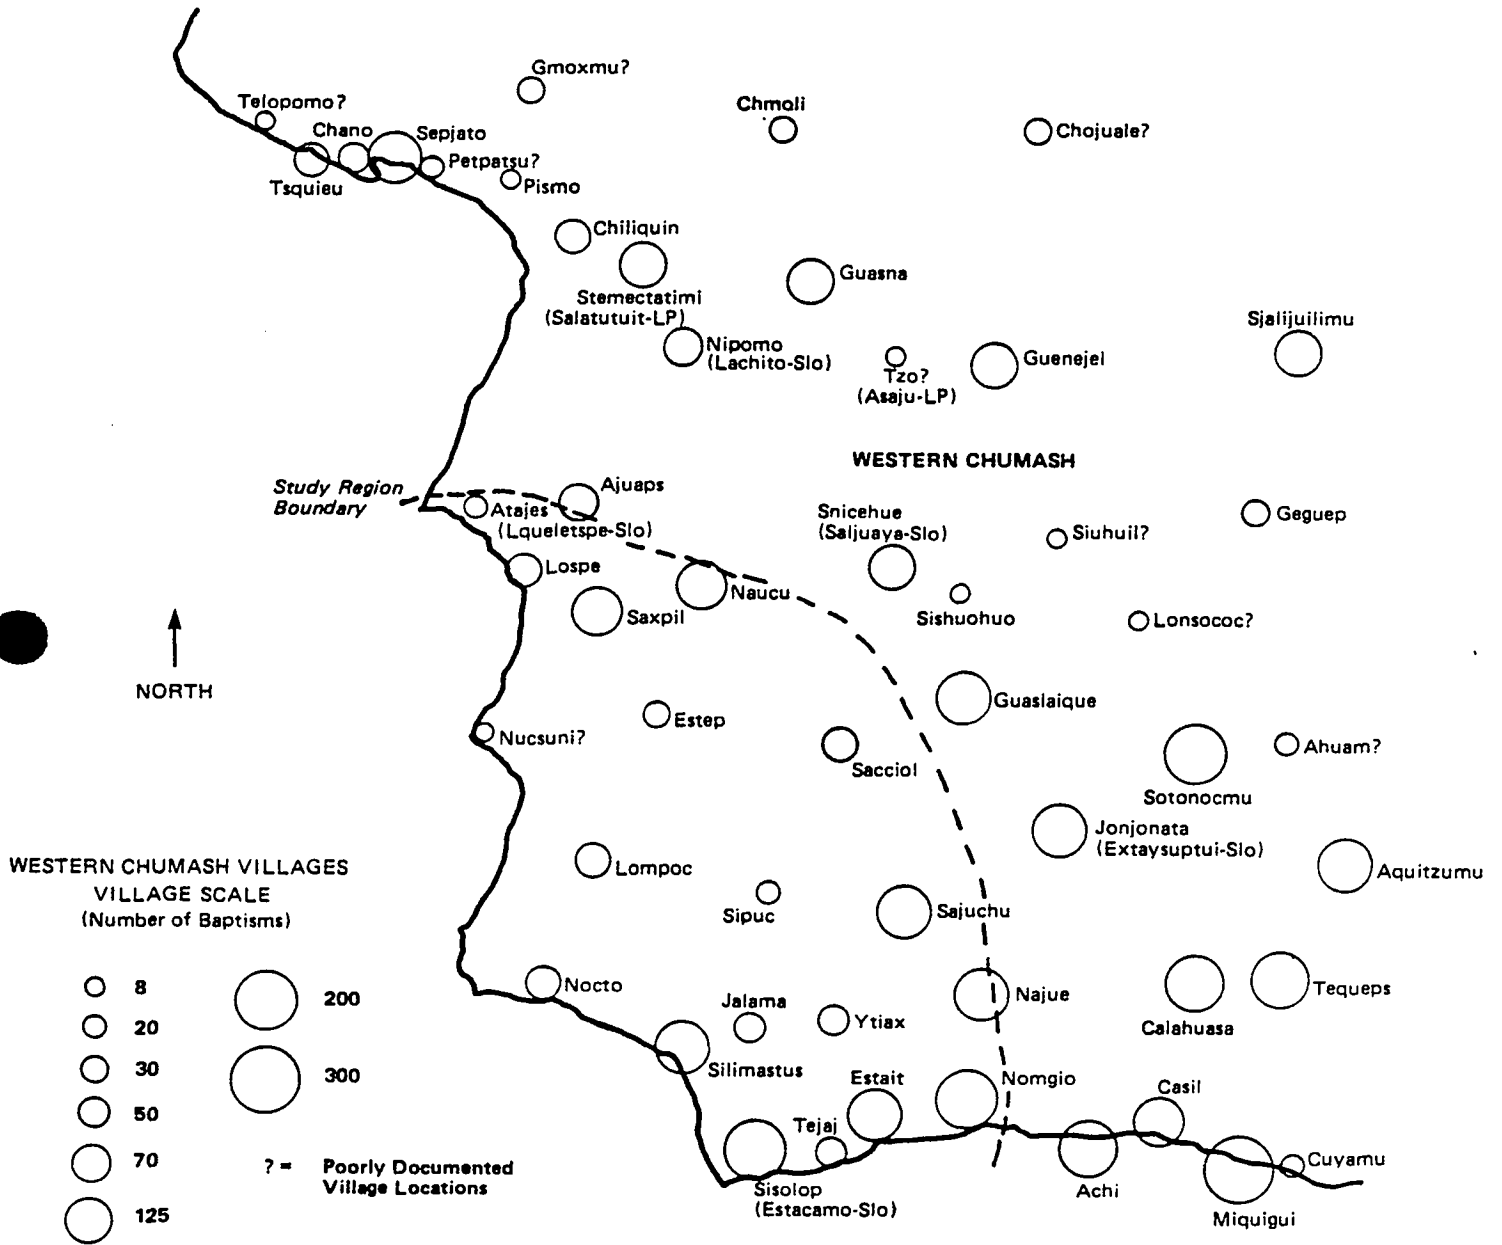 Gmoxmu?
Telopomo?
Chmoli
Chojuale?
Chano
Sepjato
Petpatsu?
Tsquieu
Pismo
Chiliquin
Guasna
Stemectatimi
(Salatutuit-LP)
Sjalijuilimu
Nipomo
(Lachito-Slo)
Guenejel
Tzo?
(Asaju-LP)
WESTERN CHUMASH
Study Region
Boundary
Ajuaps
Atajes
(Lqueletspe-Slo)
Snicehue
(Saljuaya-Slo)
Siuhuil?
Geguep
Lospe
Naucu
Saxpil
Sishuohuo
Lonsococ?
NORTH
Guaslaique
Estep
Nucsuni?
Sacciol
Ahuam?
Sotonocmu
Jonjonata
(Extaysuptui-Slo)
Lompoc
Aquitzumu
Sipuc
Sajuchu
Nocto
Jalama
Ytiax
Najue
Tequeps
Calahuasa
Silimastus
Estait
Nomgio
Casil
Tejaj
Cuyamu
Sisolop
(Estacamo-Slo)
Achi
Miquigui
WESTERN CHUMASH VILLAGES
VILLAGE SCALE
(Number of Baptisms)
8
20
30
50
70
125
200
300
? = Poorly Documented
Village Locations